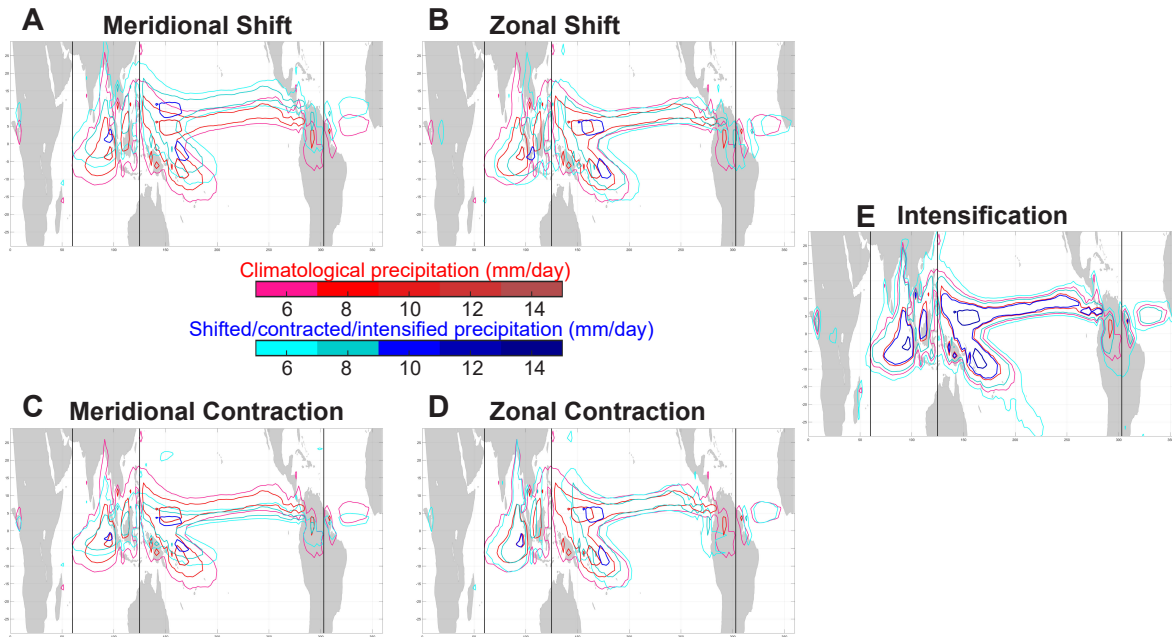 A Meridional Shift
B Zonal Shift
E Intensification
Climatological precipitation (mm/day)
6 8 10 12 14
Shifted/contracted/intensified precipitation (mm/day)
6 8 10 12 14
C Meridional Contraction
D Zonal Contraction